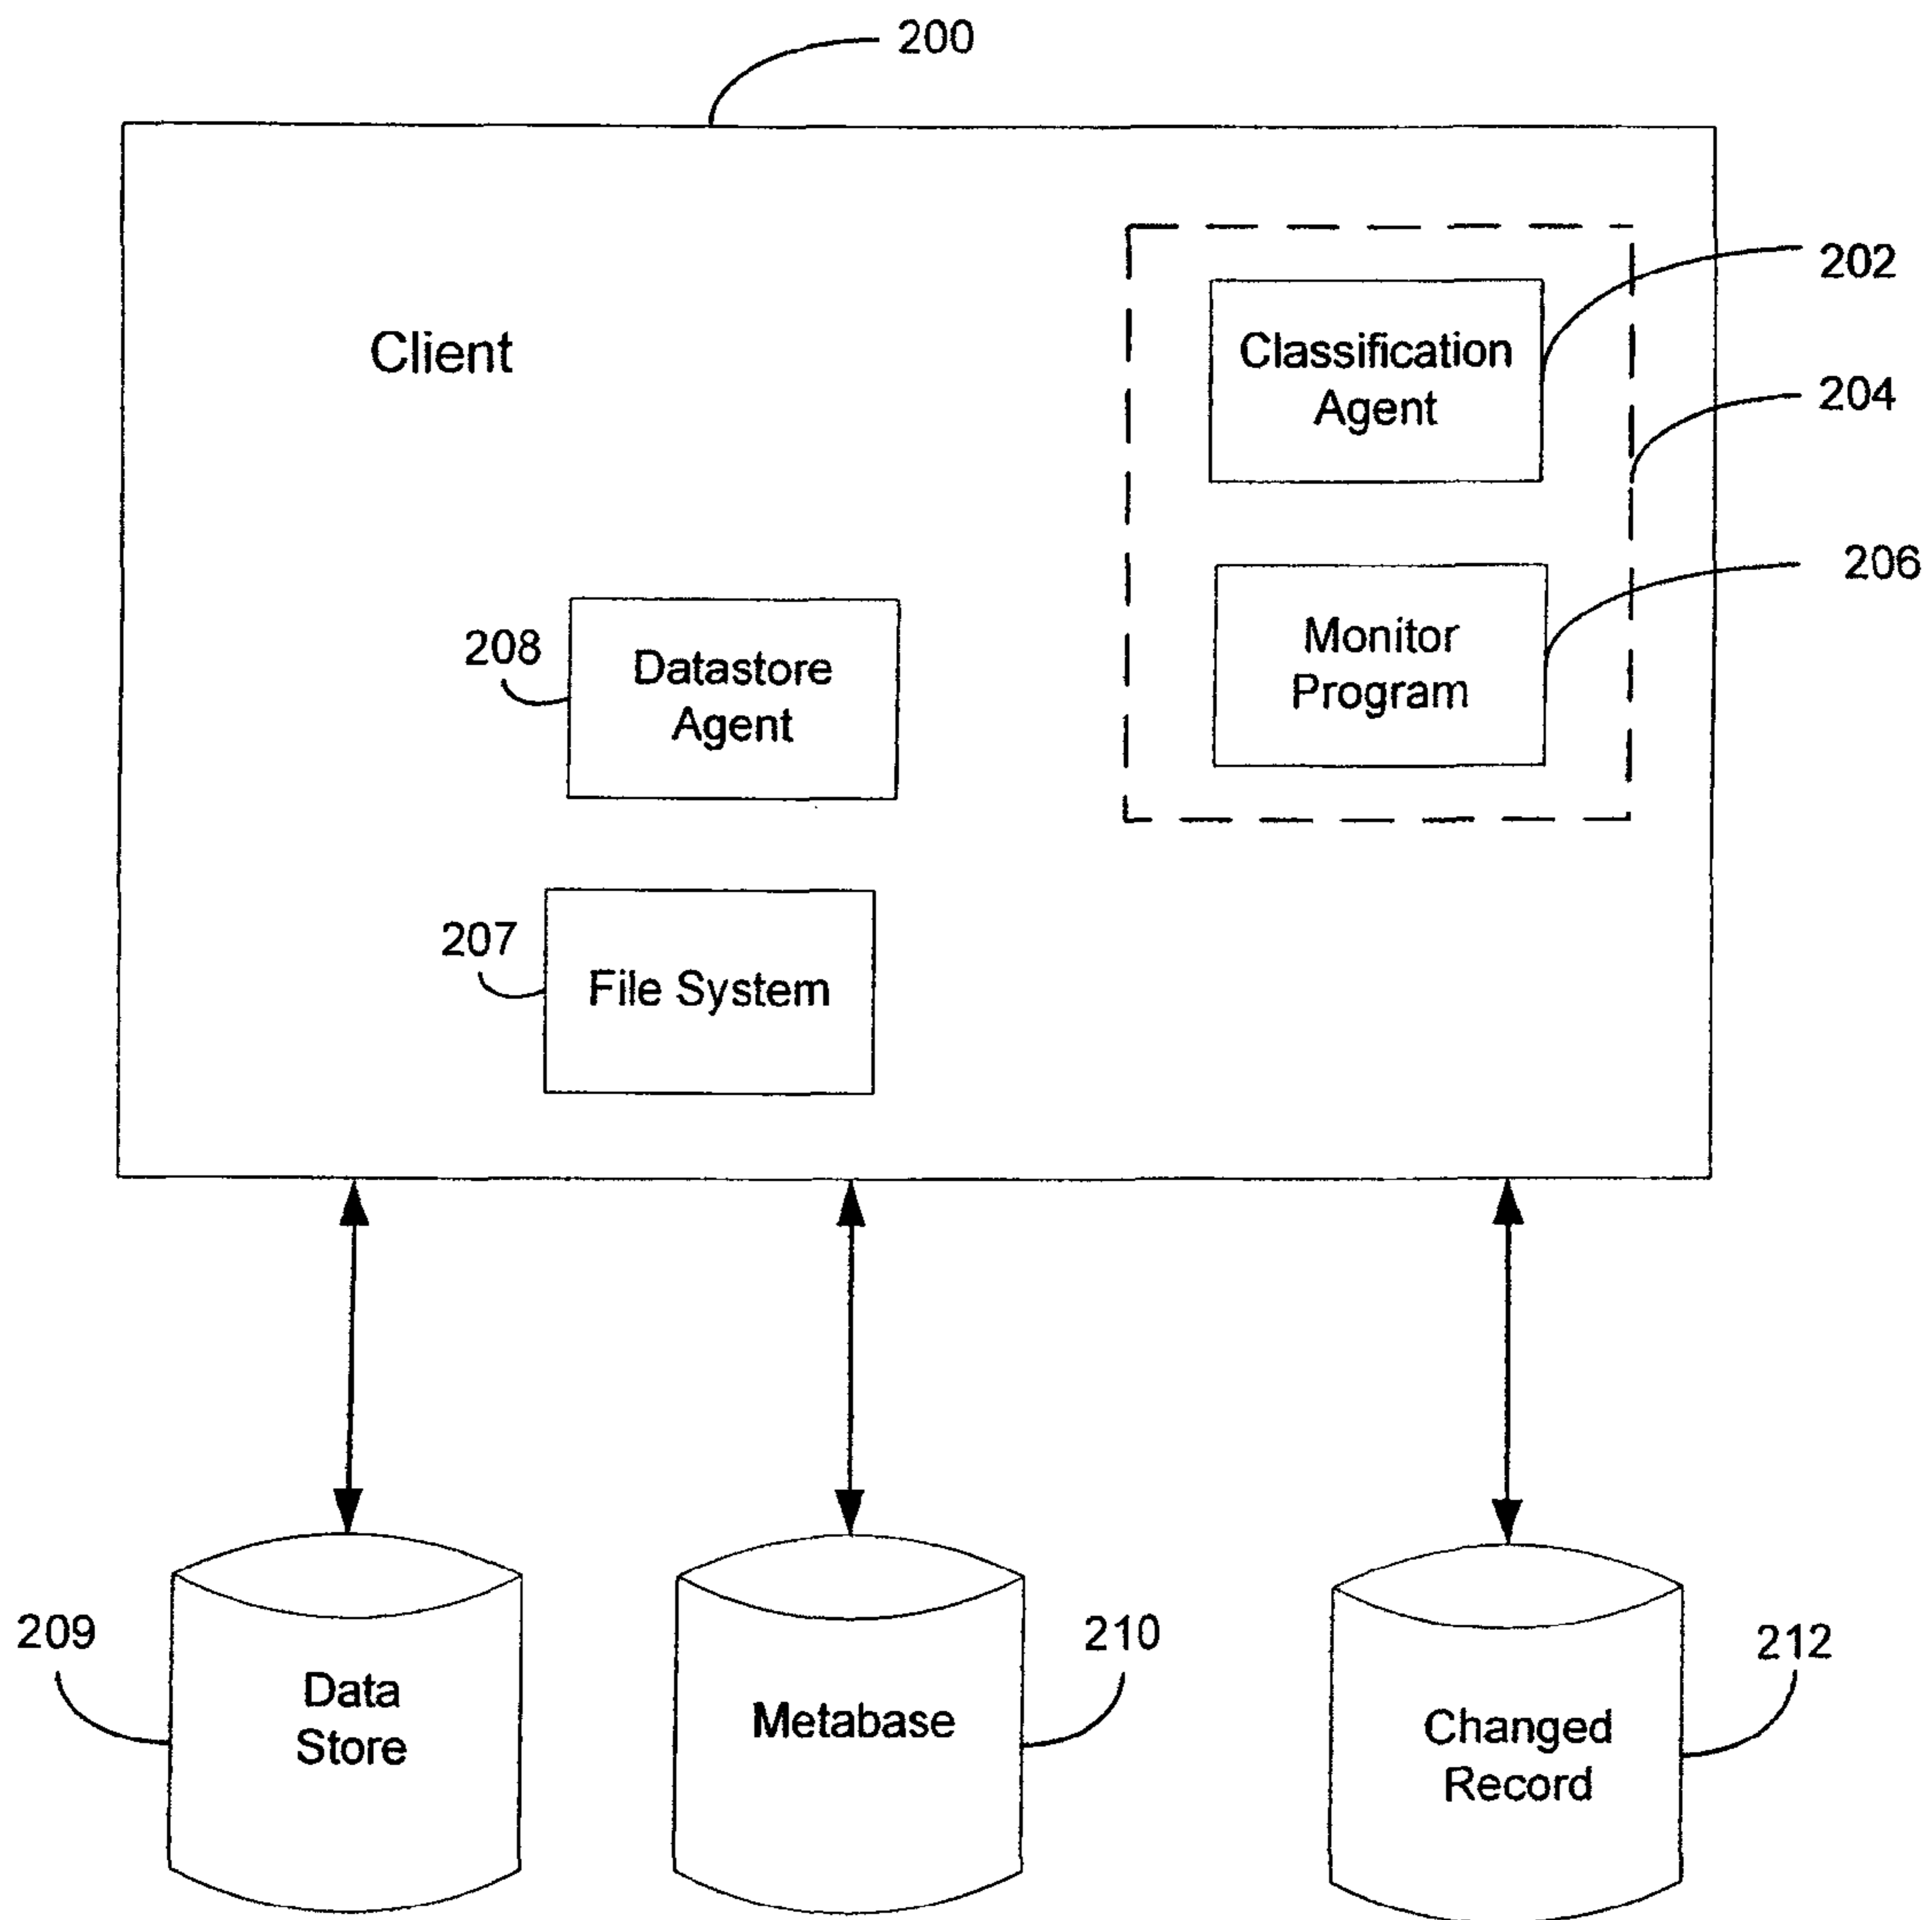 200
Client
202
Classification
Agent
204
206
Monitor
Program
208
Datastore
Agent
207
File System
209
Data
Store
210
Metabase
212
Changed
Record